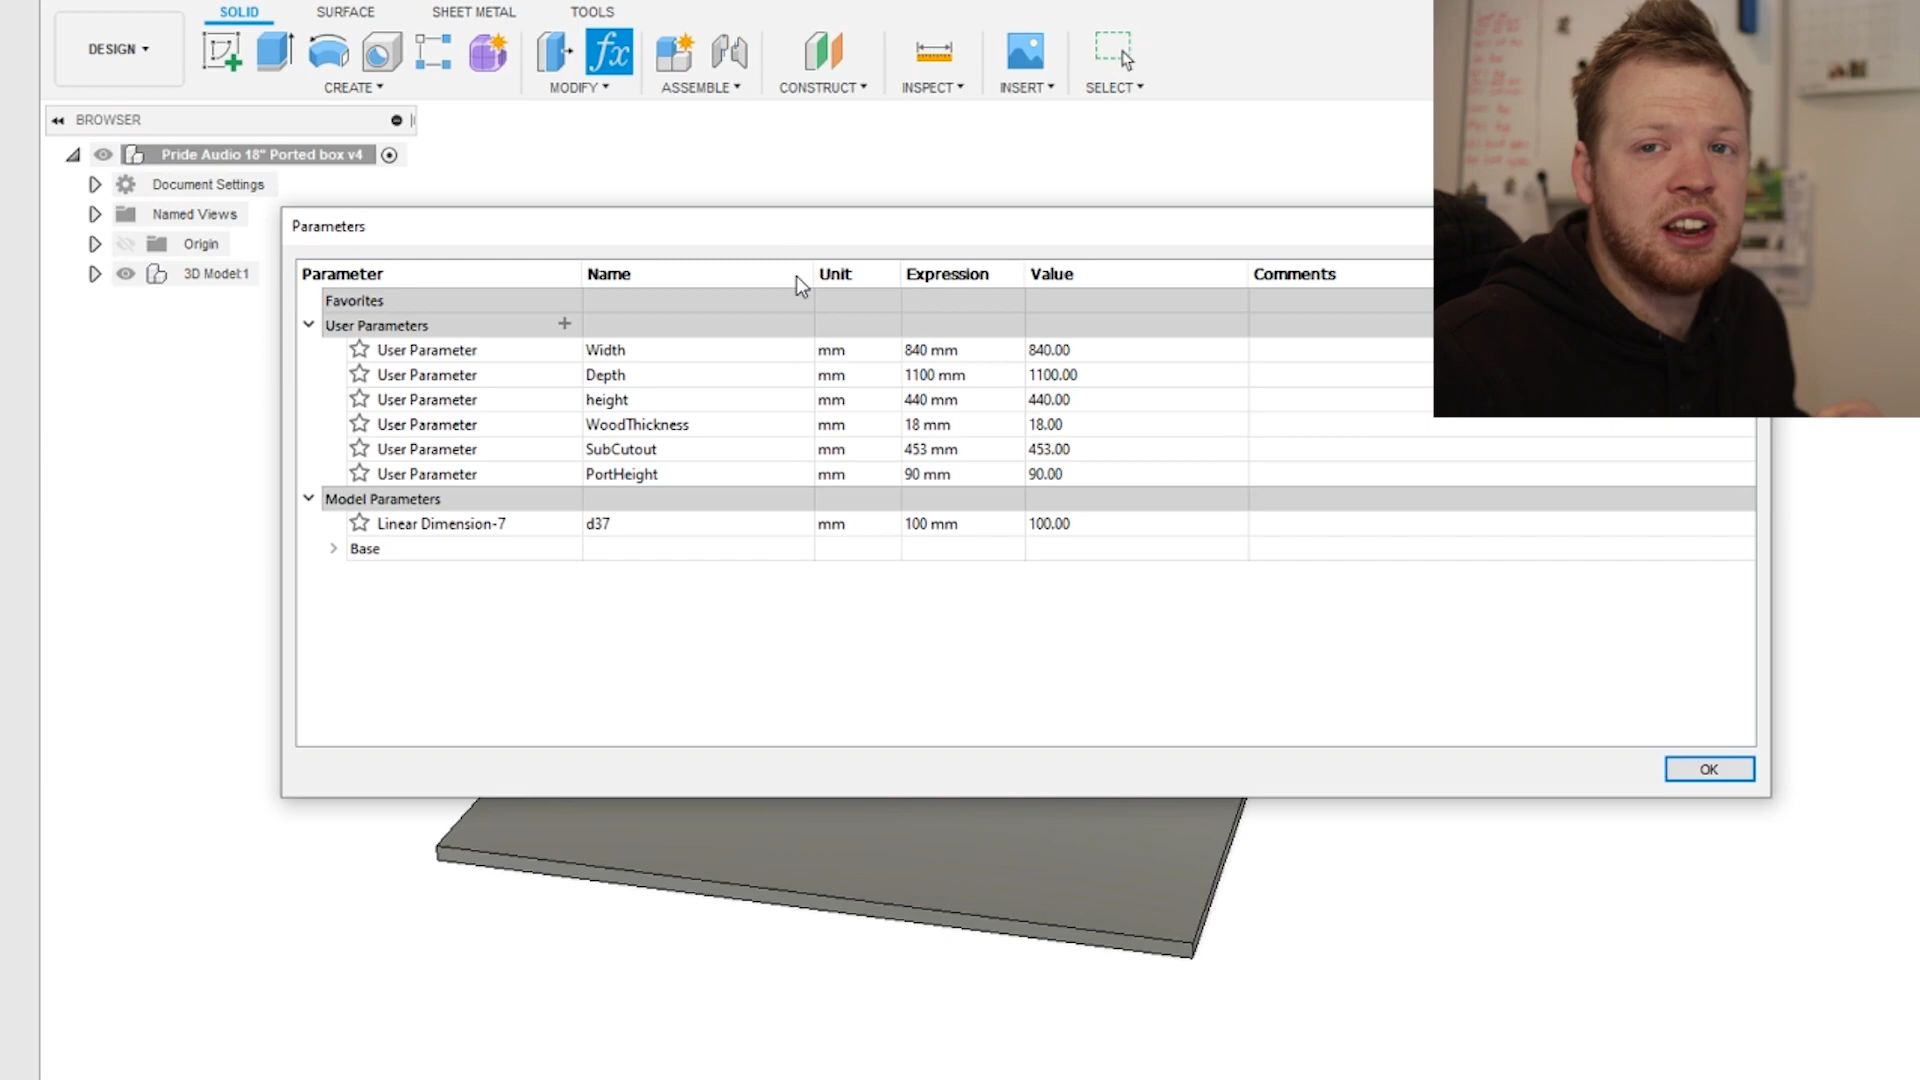 SOLID SURFACE SHEET METAL TOOLS
DESIGN
fx
CREATE MODIFY ASSEMBLE CONSTRUCT INSPECT INSERT SELECT
BROWSER
Pride Audio 18" Ported box v4
Document Settings
Named Views
Origin
3D Model:1
Parameters
Parameter Name Unit Expression Value Comments
Favorites
User Parameters
User Parameter Width mm 840 mm 840.00
User Parameter Depth mm 1100 mm 1100.00
User Parameter height mm 440 mm 440.00
User Parameter WoodThickness mm 18 mm 18.00
User Parameter SubCutout mm 453 mm 453.00
User Parameter PortHeight mm 90 mm 90.00
Model Parameters
Linear Dimension-7 d37 mm 100 mm 100.00
Base
OK